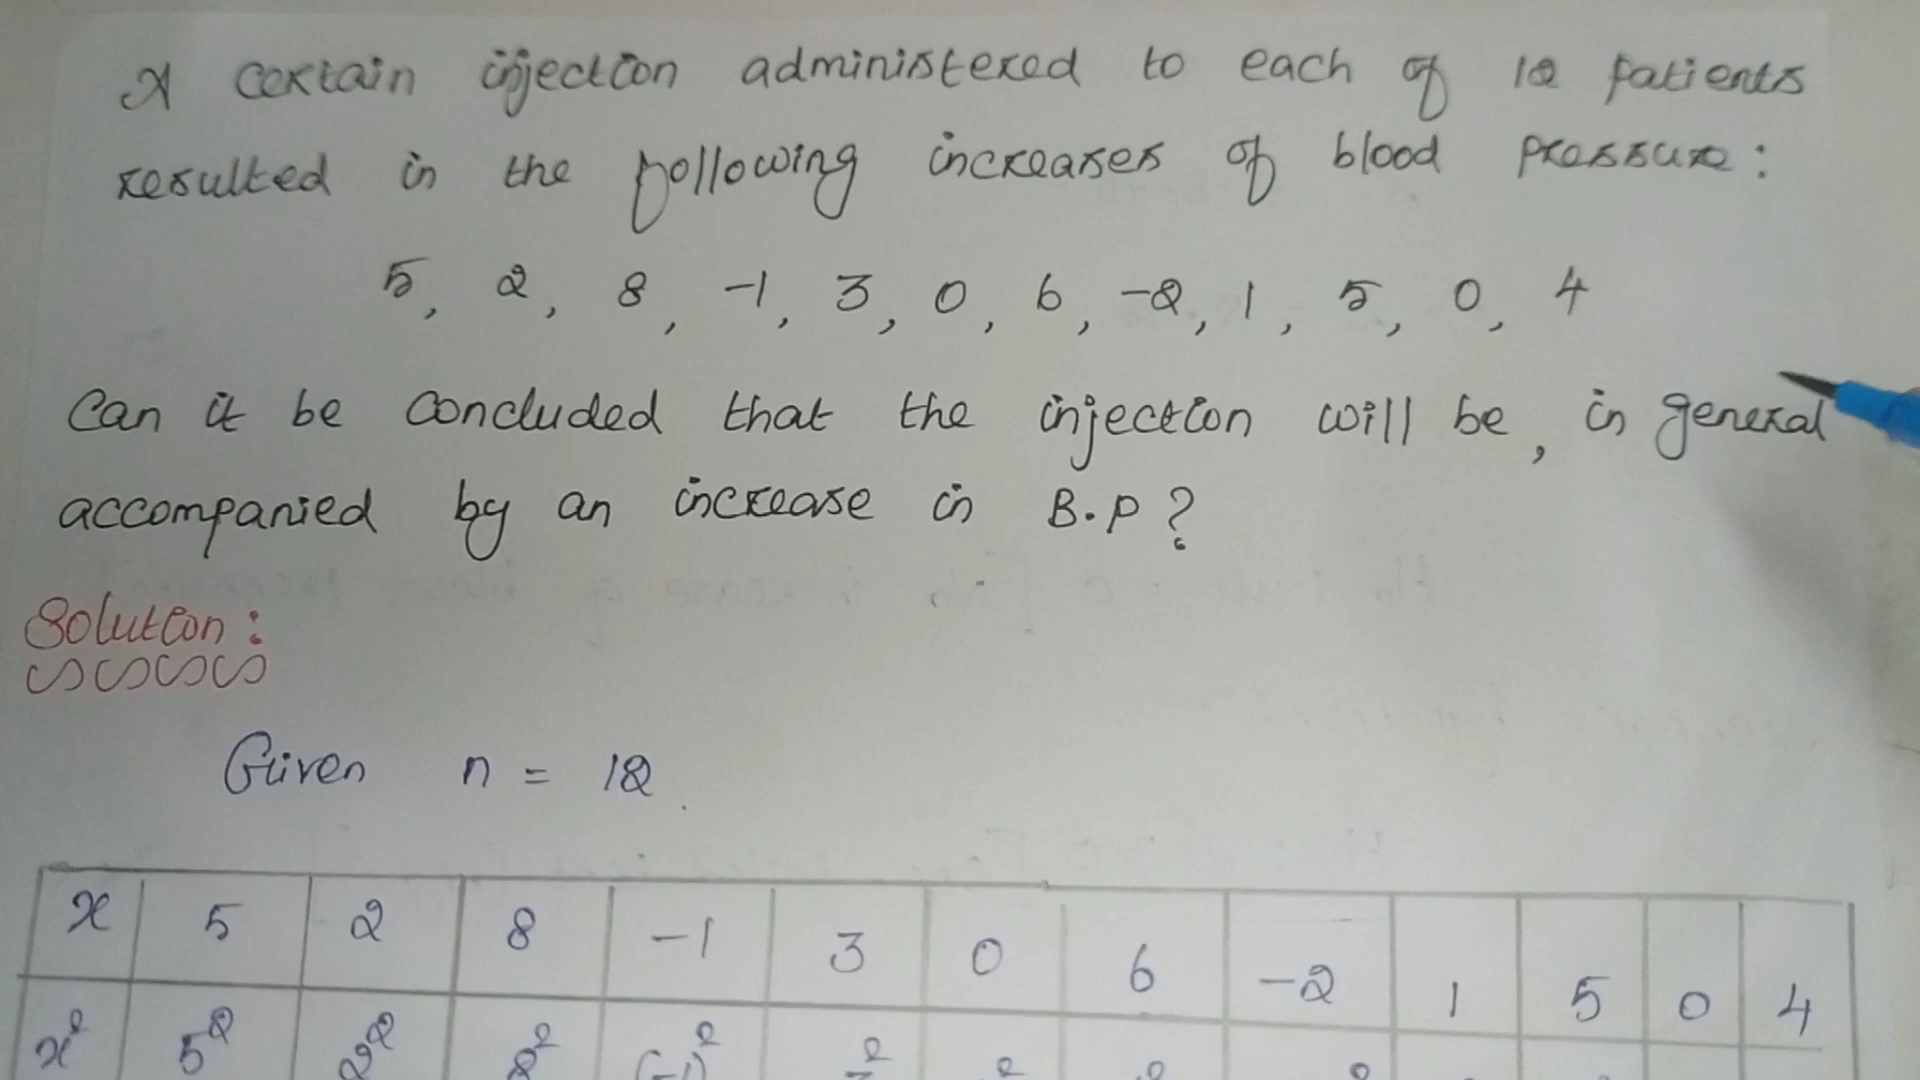 A certain injection administered to each of 12 patients
resulted in the following increases of blood pressure:
5, 2, 8, -1, 3, 0, 6, -2, 1, 5, 0, 4
Can it be concluded that the injection will be, in general
accompanied by an increase in B.P?
Solution:
Given n = 12
x 5 2 8 -1 3 0 6 -2 1 5 0 4
x² 5² 2² 8² (-1)²